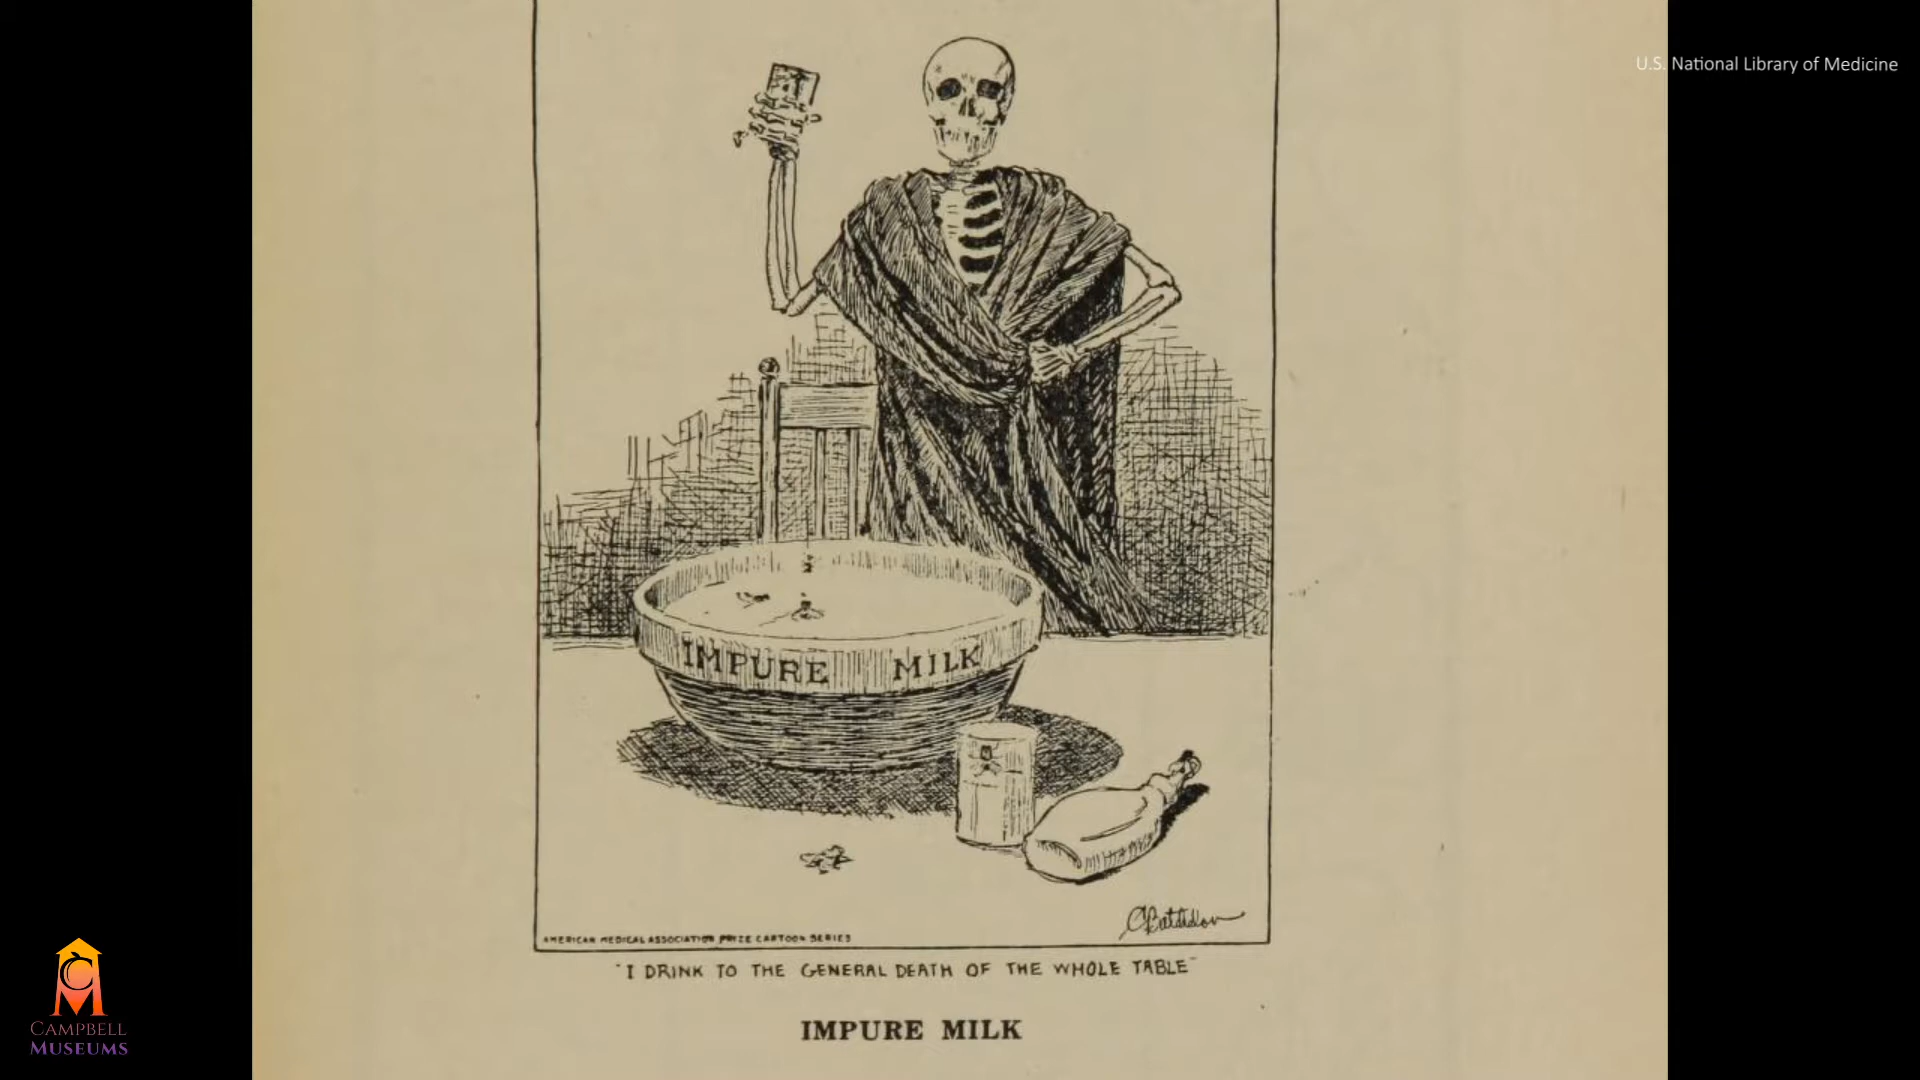 U.S. National Library of Medicine
IMPURE MILK
AMERICAN MEDICAL ASSOCIATION PRIZE CARTOON SERIES
"I DRINK TO THE GENERAL DEATH OF THE WHOLE TABLE"
IMPURE MILK
CAMPBELL
MUSEUMS